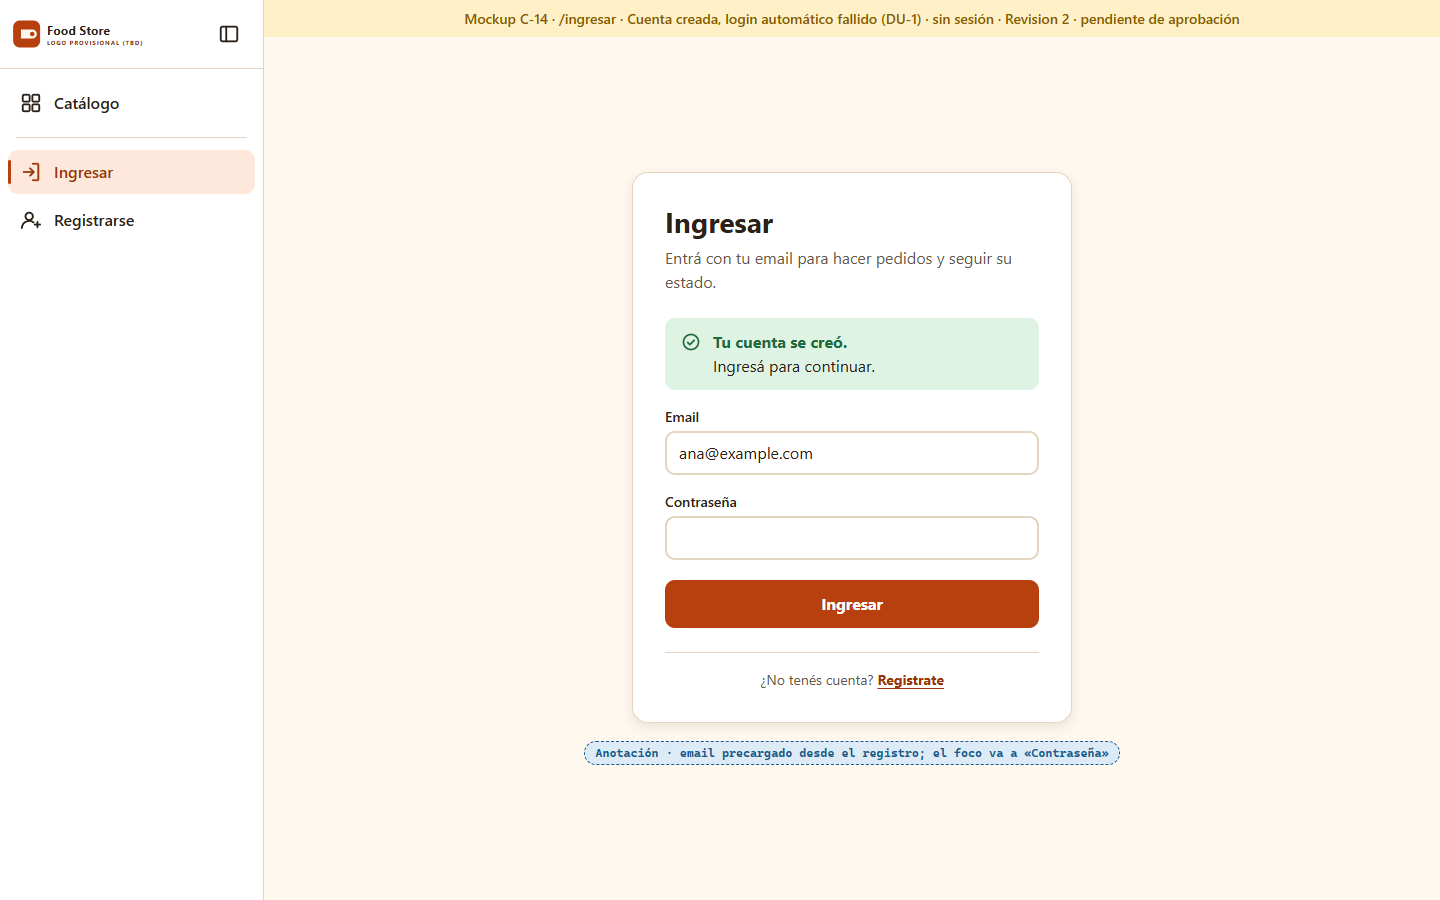 Food Store
LOGO PROVISIONAL (TBD)
Mockup C-14 · /ingresar · Cuenta creada, login automático fallido (DU-1) · sin sesión · Revision 2 · pendiente de aprobación
Catálogo
Ingresar
Registrarse
Ingresar
Entrá con tu email para hacer pedidos y seguir su
estado.
Tu cuenta se creó.
Ingresá para continuar.
Email
ana@example.com
Contraseña
Ingresar
¿No tenés cuenta? Registrate
Anotación · email precargado desde el registro; el foco va a «Contraseña»